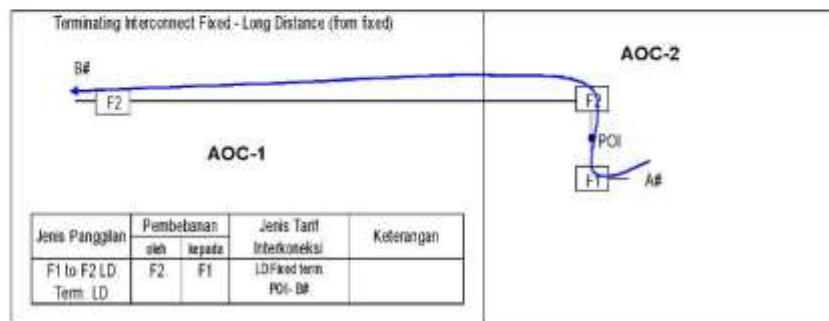 Terminating Interconnect Fixed - Long Distance (from fixed)
AOC-2
B#
F2
F2
POI
AOC-1
F1
A#
Jenis Panggilan
Pembebanan
oleh
kepada
Jenis Tarif
Interkoneksi
Keterangan
F1 to F2 LD
Term. LD
F2
F1
LD Fixed term.
POI- B#